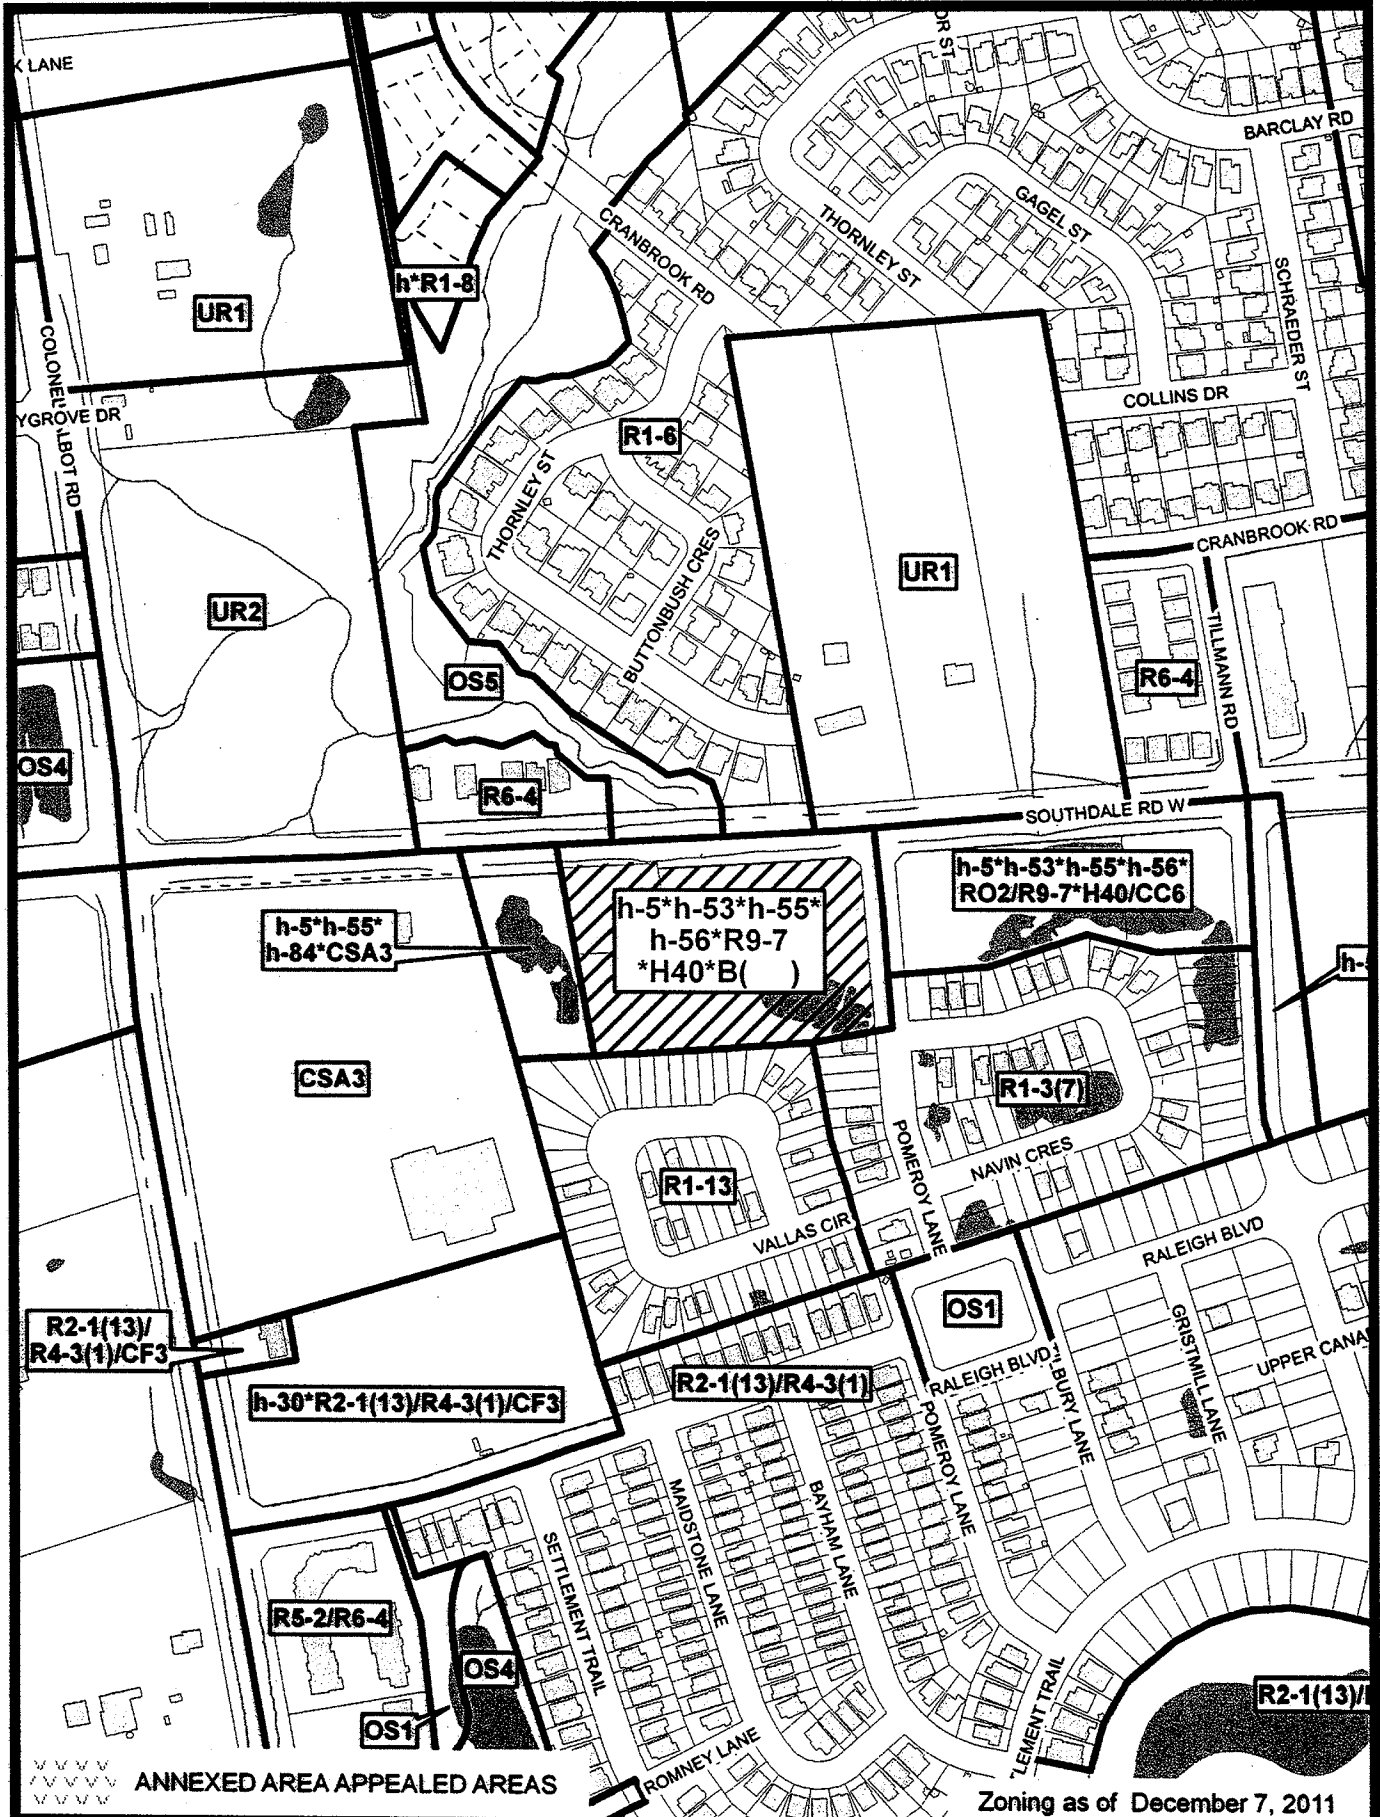 K LANE
OR ST
BARCLAY RD
GAGEL ST
THORNLEY ST
CRANBROOK RD
SCHRAEDER ST
h*R1-8
UR1
COLONEL
LBOT RD
YGROVE DR
COLLINS DR
R1-6
THORNLEY ST
CRANBROOK RD
UR1
BUTTONBUSH CRES
UR2
TILLMANN RD
OS5
R6-4
OS4
R6-4
SOUTHDALE RD W
h-5*h-53*h-55*h-56*
RO2/R9-7*H40/CC6
h-5*h-53*h-55*
h-56*R9-7
*H40*B( )
h-5*h-55*
h-84*CSA3
CSA3
R1-3(7)
POMEROY LANE
NAVIN CRES
R1-13
VALLAS CIR
RALEIGH BLVD
OS1
R2-1(13)/
R4-3(1)/CF3
GRISTMILL LANE
UPPER CANA
RALEIGH BLVD
LBURY LANE
R2-1(13)/R4-3(1)
h-30*R2-1(13)/R4-3(1)/CF3
POMEROY LANE
MAIDSTONE LANE
BAYHAM LANE
SETTLEMENT TRAIL
R5-2/R6-4
OS4
LEMENT TRAIL
R2-1(13)/
OS1
ROMNEY LANE
ANNEXED AREA APPEALED AREAS
Zoning as of December 7, 2011